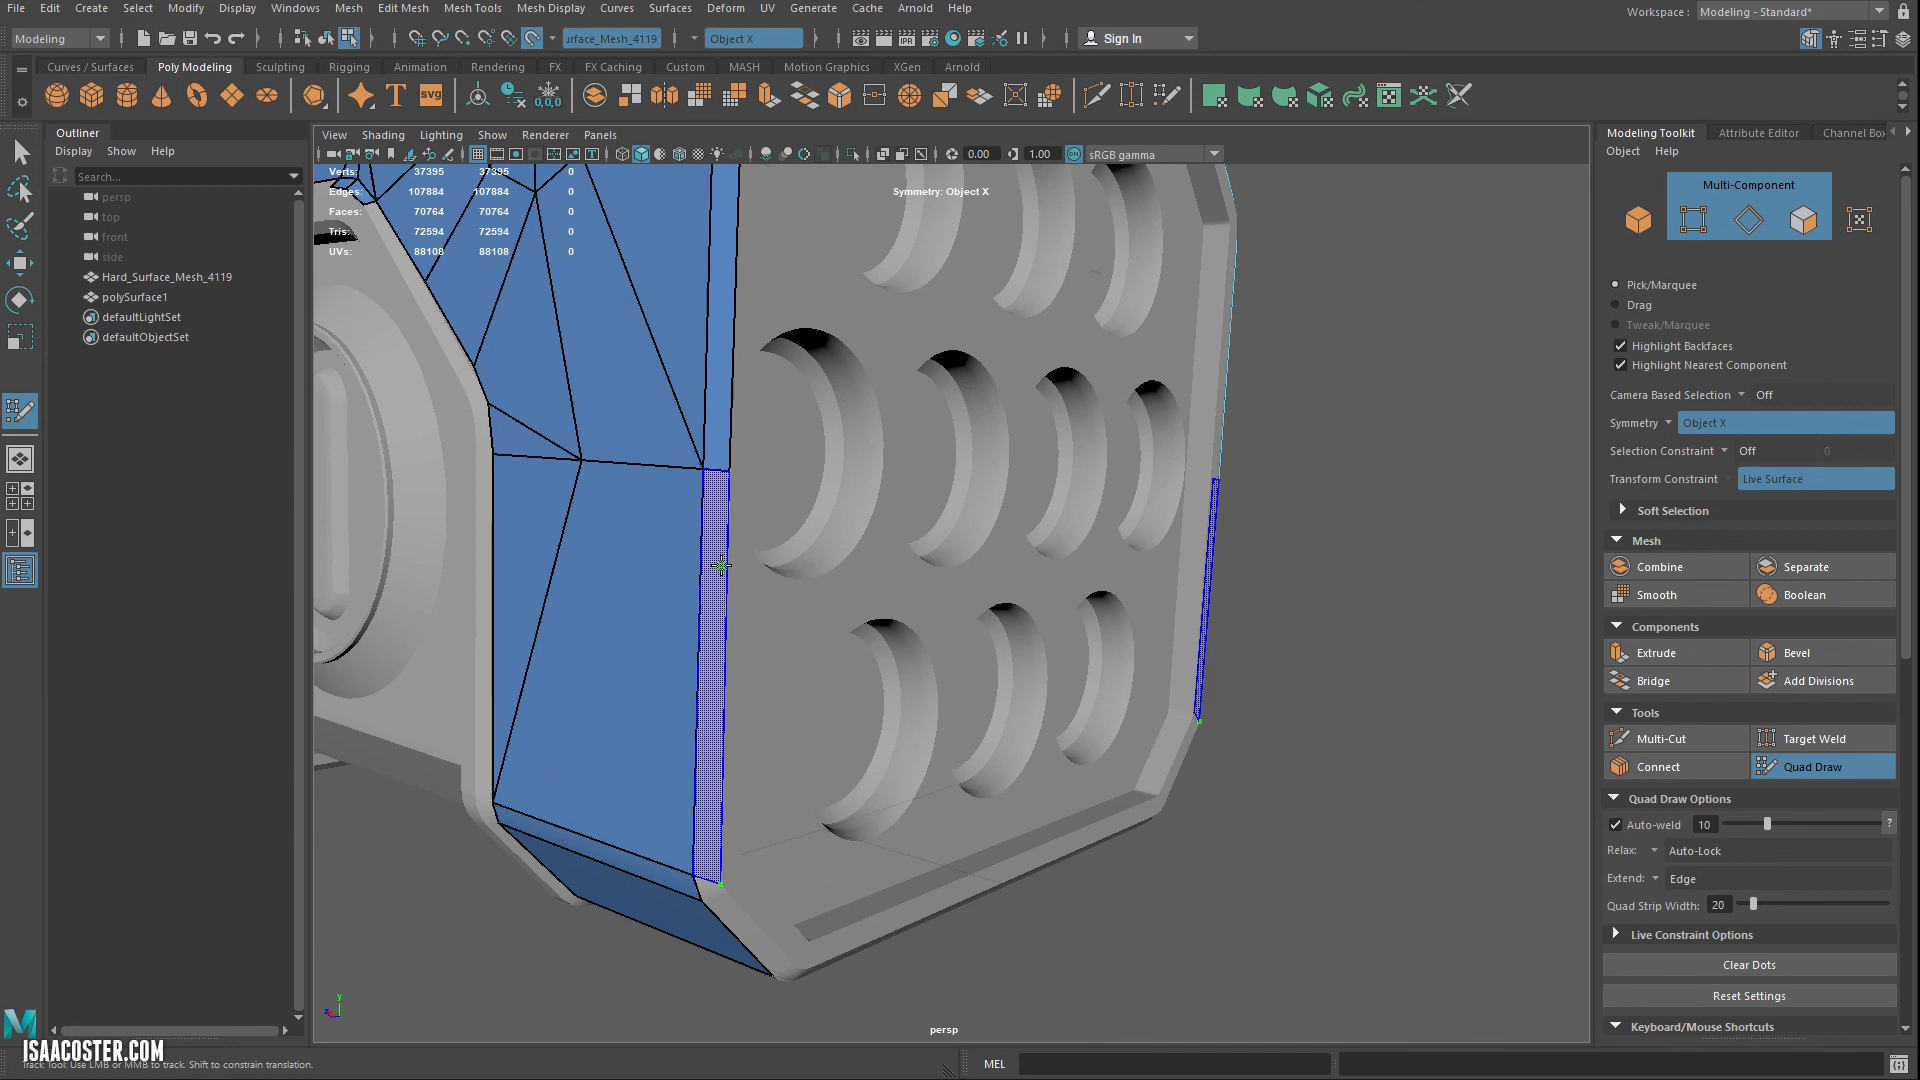 File Edit Create Select Modify Display Windows Mesh Edit Mesh Mesh Tools Mesh Display Curves Surfaces Deform UV Generate Cache Arnold Help
Workspace : Modeling - Standard*
Modeling
urface_Mesh_4119
Object X
Sign In
Curves / Surfaces Poly Modeling Sculpting Rigging Animation Rendering FX FX Caching Custom MASH Motion Graphics XGen Arnold
IPR
T svg 0,0,0
Outliner
Display Show Help
Search...
persp
top
front
side
Hard_Surface_Mesh_4119
polySurface1
defaultLightSet
defaultObjectSet
View Shading Lighting Show Renderer Panels
0.00 1.00 ON sRGB gamma
Verts: 37395 37395 0
Edges: 107884 107884 0
Faces: 70764 70764 0
Tris: 72594 72594 0
UVs: 88108 88108 0
Symmetry: Object X
y
z
persp
Modeling Toolkit Attribute Editor Channel Box
Object Help
Multi-Component
Pick/Marquee
Drag
Tweak/Marquee
Highlight Backfaces
Highlight Nearest Component
Camera Based Selection Off
Symmetry Object X
Selection Constraint Off 0
Transform Constraint Live Surface
Soft Selection
Mesh
Combine Separate
Smooth Boolean
Components
Extrude Bevel
Bridge Add Divisions
Tools
Multi-Cut Target Weld
Connect Quad Draw
Quad Draw Options
Auto-weld 10 ?
Relax: Auto-Lock
Extend: Edge
Quad Strip Width: 20
Live Constraint Options
Clear Dots
Reset Settings
Keyboard/Mouse Shortcuts
M
ISAACOSTER.COM
Track Tool: Use LMB or MMB to track. Shift to constrain translation.
MEL